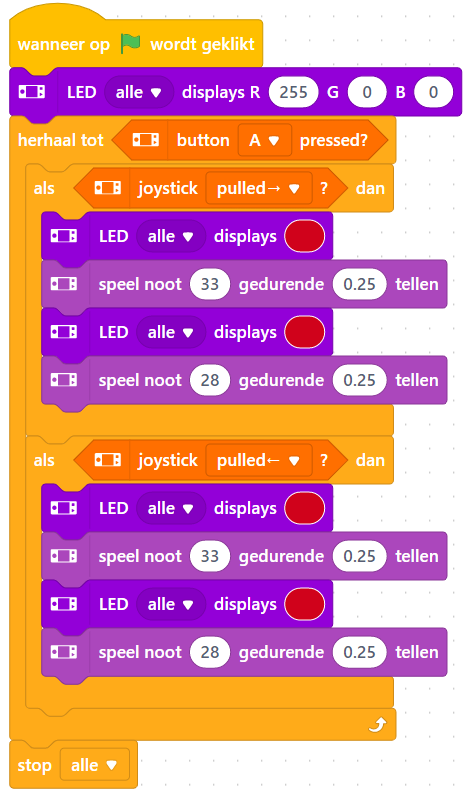 wanneer op wordt geklikt
LED alle displays R 255 G 0 B 0
herhaal tot button A pressed?
als joystick pulled→ ? dan
LED alle displays
speel noot 33 gedurende 0.25 tellen
LED alle displays
speel noot 28 gedurende 0.25 tellen
als joystick pulled← ? dan
LED alle displays
speel noot 33 gedurende 0.25 tellen
LED alle displays
speel noot 28 gedurende 0.25 tellen
stop alle